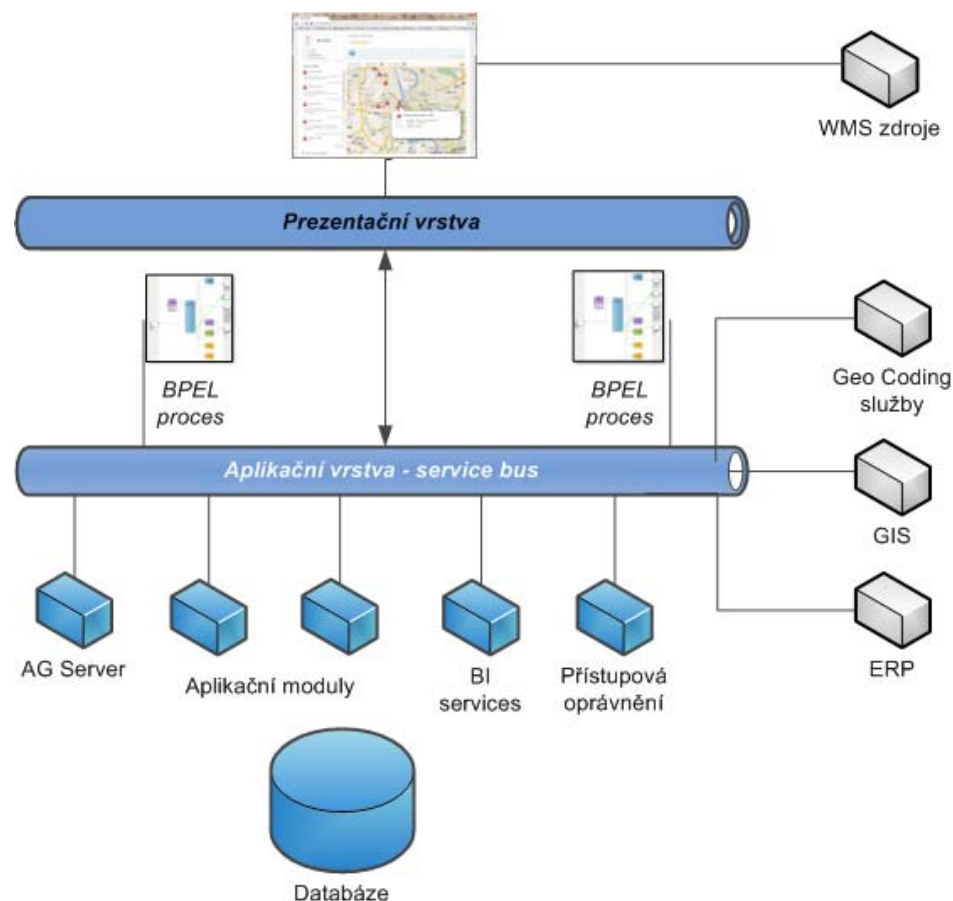 WMS zdroje
Prezentační vrstva
BPEL
proces
BPEL
proces
Geo Coding
služby
Aplikační vrstva - service bus
GIS
AG Server
Aplikační moduly
BI
services
Přístupová
oprávnění
ERP
Databáze